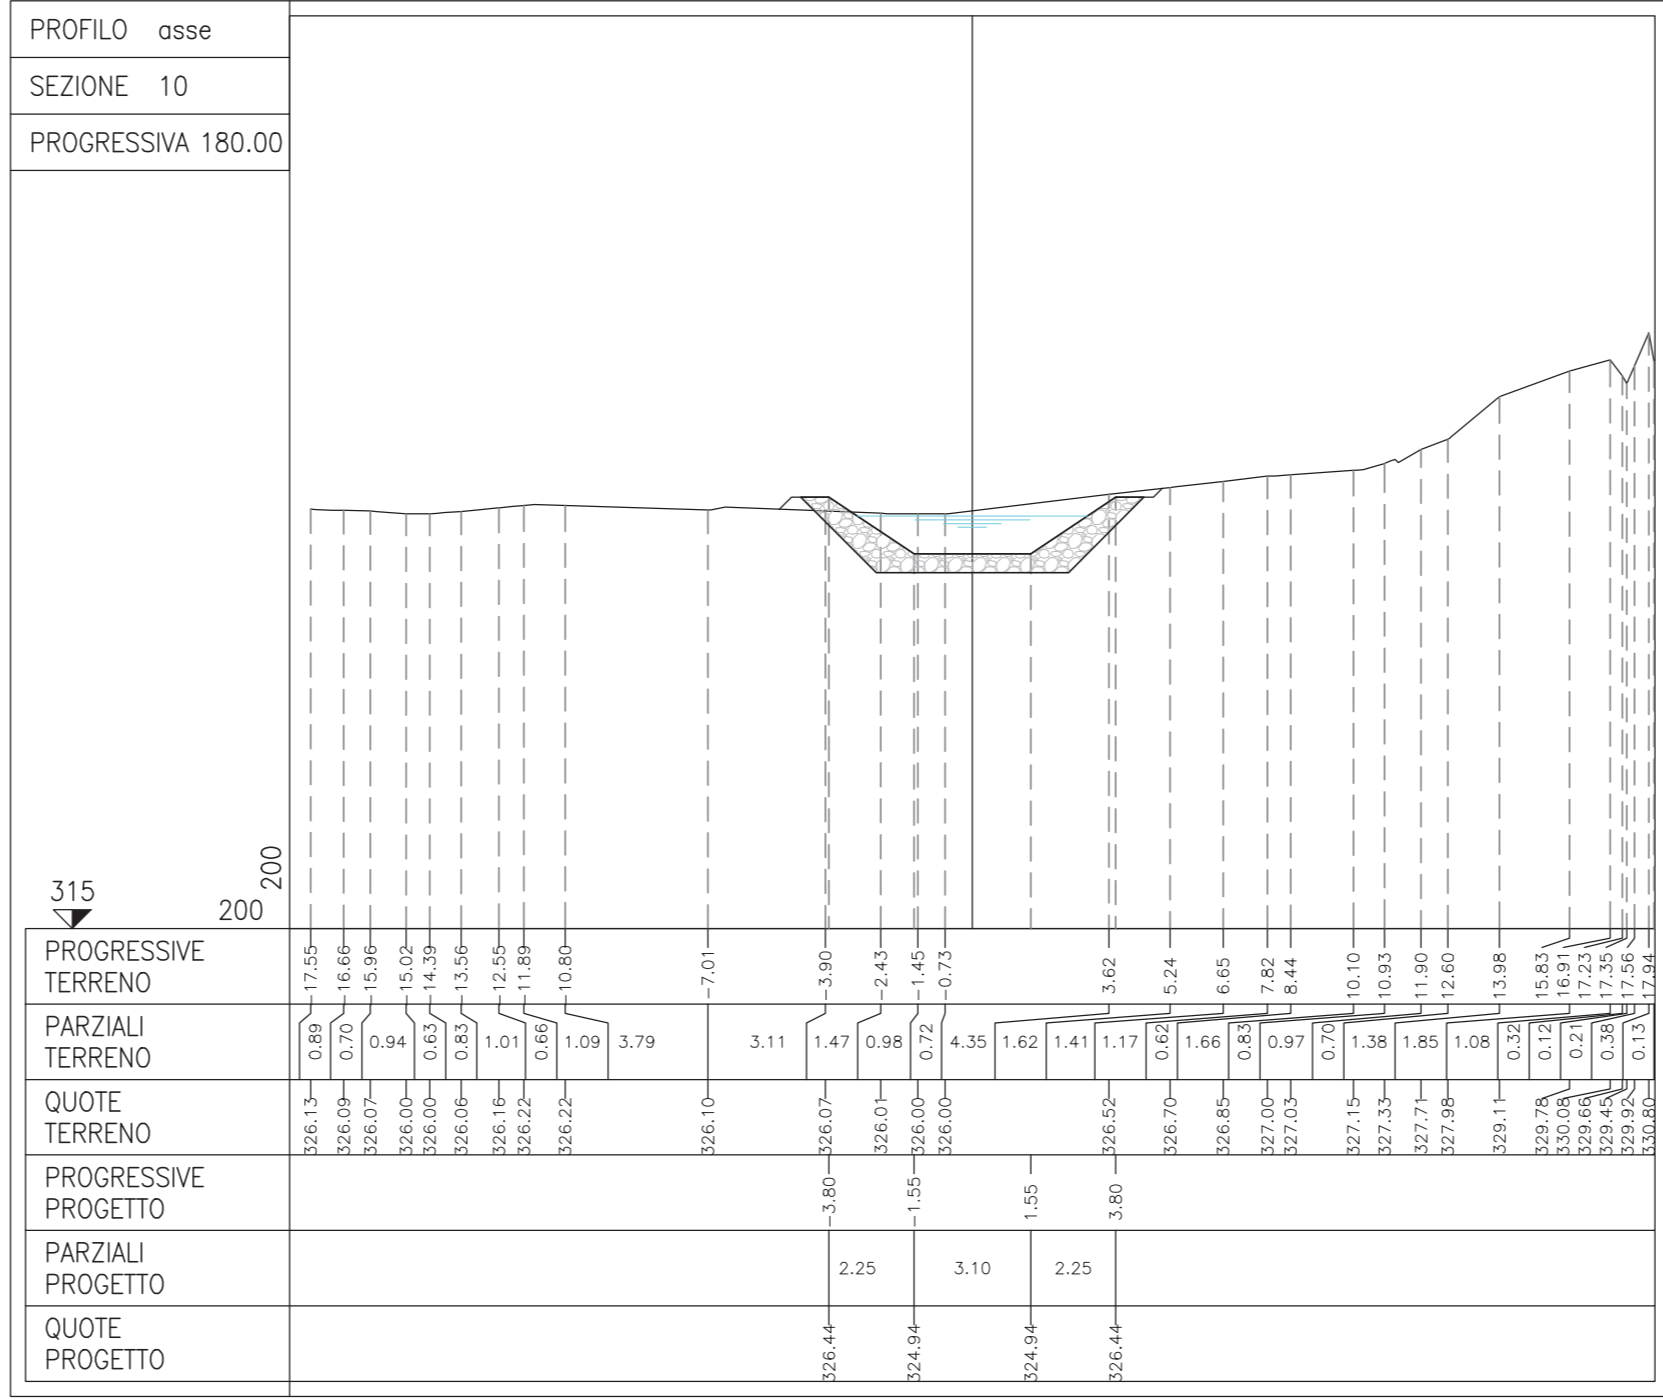 PROFILO asse
SEZIONE 10
PROGRESSIVA 180.00
200
315
200
PROGRESSIVE
TERRENO
17.55 16.66 15.96 15.02 14.39 13.56 12.55 11.89 10.80 -7.01 -3.90 -2.43 -1.45 -0.73 3.62 5.24 6.65 7.82 8.44 10.10 10.93 11.90 12.60 13.98 15.83 16.91 17.23 17.35 17.56 17.94
PARZIALI
TERRENO
0.89 0.70 0.94 0.63 0.83 1.01 0.66 1.09 3.79 3.11 1.47 0.98 0.72 4.35 1.62 1.41 1.17 0.62 1.66 0.83 0.97 0.70 1.38 1.85 1.08 0.32 0.12 0.21 0.38 0.13
QUOTE
TERRENO
326.13 326.09 326.07 326.00 326.00 326.06 326.16 326.22 326.22 326.10 326.07 326.01 326.00 326.00 326.52 326.70 326.85 327.00 327.03 327.15 327.33 327.71 327.98 329.11 329.78 330.08 329.66 329.45 329.92 330.80
PROGRESSIVE
PROGETTO
-3.80 -1.55 1.55 3.80
PARZIALI
PROGETTO
2.25 3.10 2.25
QUOTE
PROGETTO
326.44 324.94 324.94 326.44